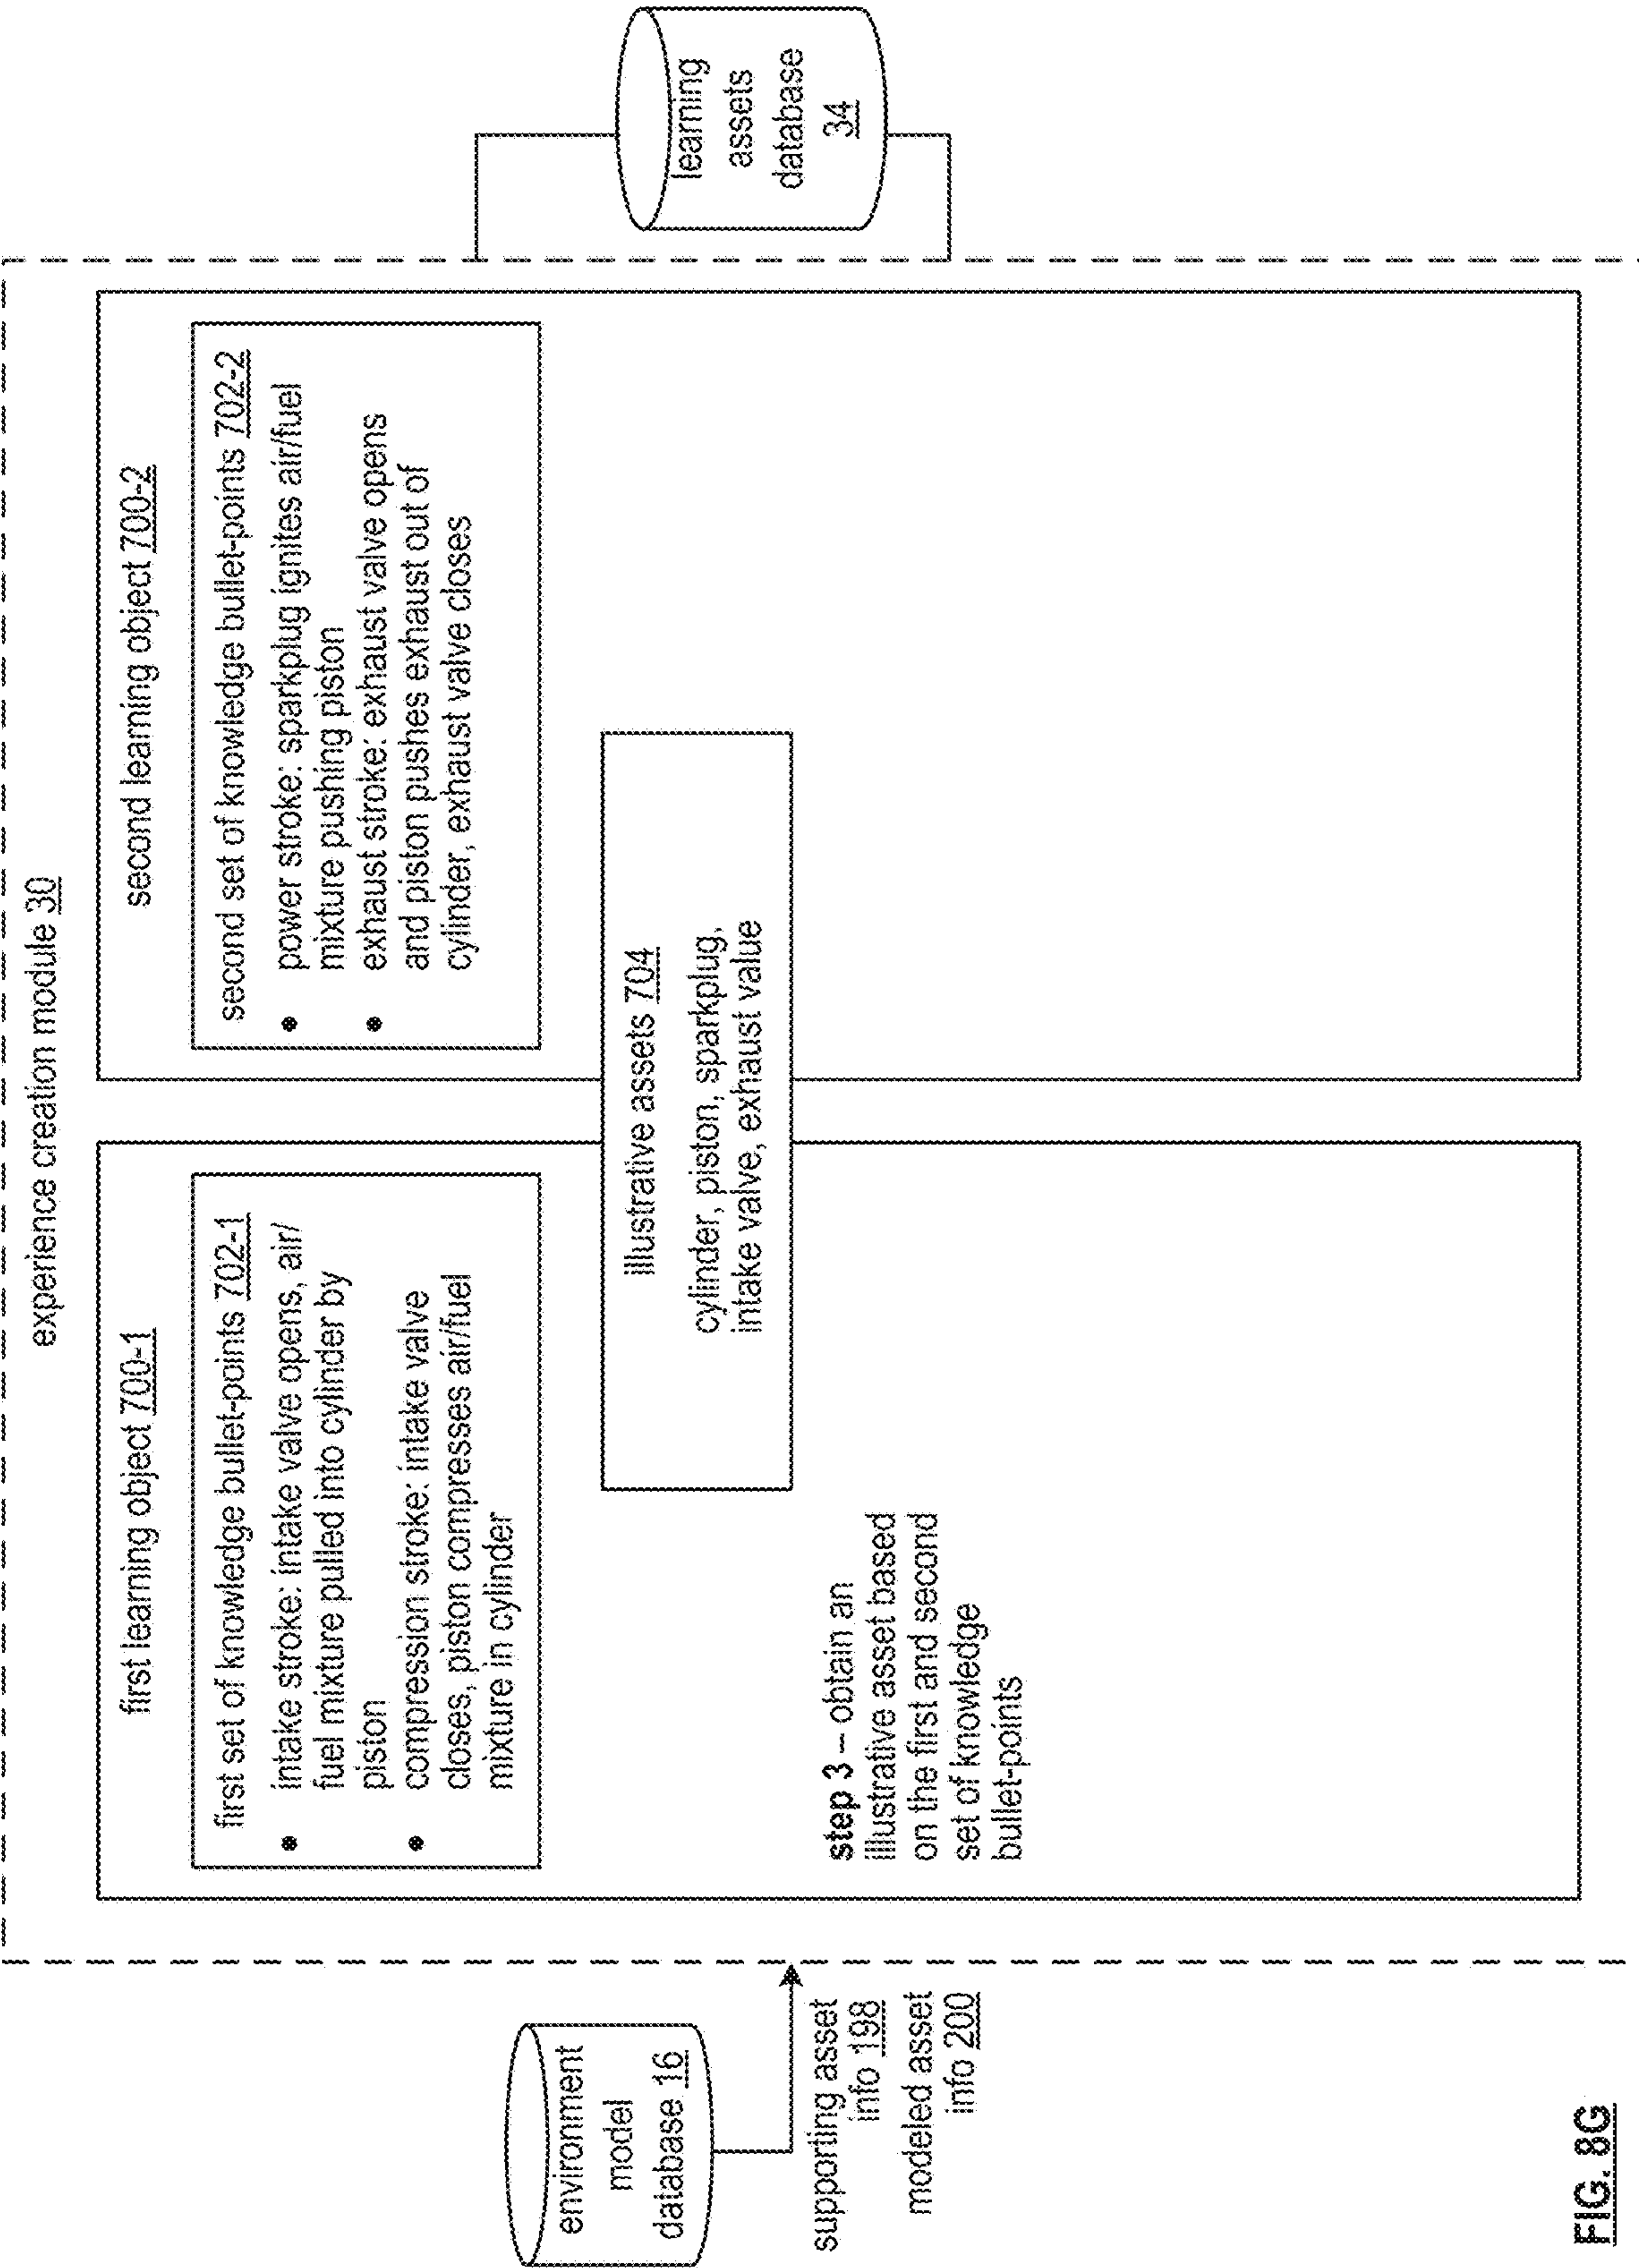 experience creation module 30
first learning object 700-1
first set of knowledge bullet-points 702-1
• intake stroke: intake valve opens, air/
fuel mixture pulled into cylinder by
piston
• compression stroke: intake valve
closes, piston compresses air/fuel
mixture in cylinder
second learning object 700-2
second set of knowledge bullet-points 702-2
• power stroke: sparkplug ignites air/fuel
mixture pushing piston
• exhaust stroke: exhaust valve opens
and piston pushes exhaust out of
cylinder, exhaust valve closes
illustrative assets 704
cylinder, piston, sparkplug,
intake valve, exhaust value
step 3 – obtain an
illustrative asset based
on the first and second
set of knowledge
bullet-points
environment
model
database 16
supporting asset
info 198
modeled asset
info 200
learning
assets
database
34
FIG. 8G